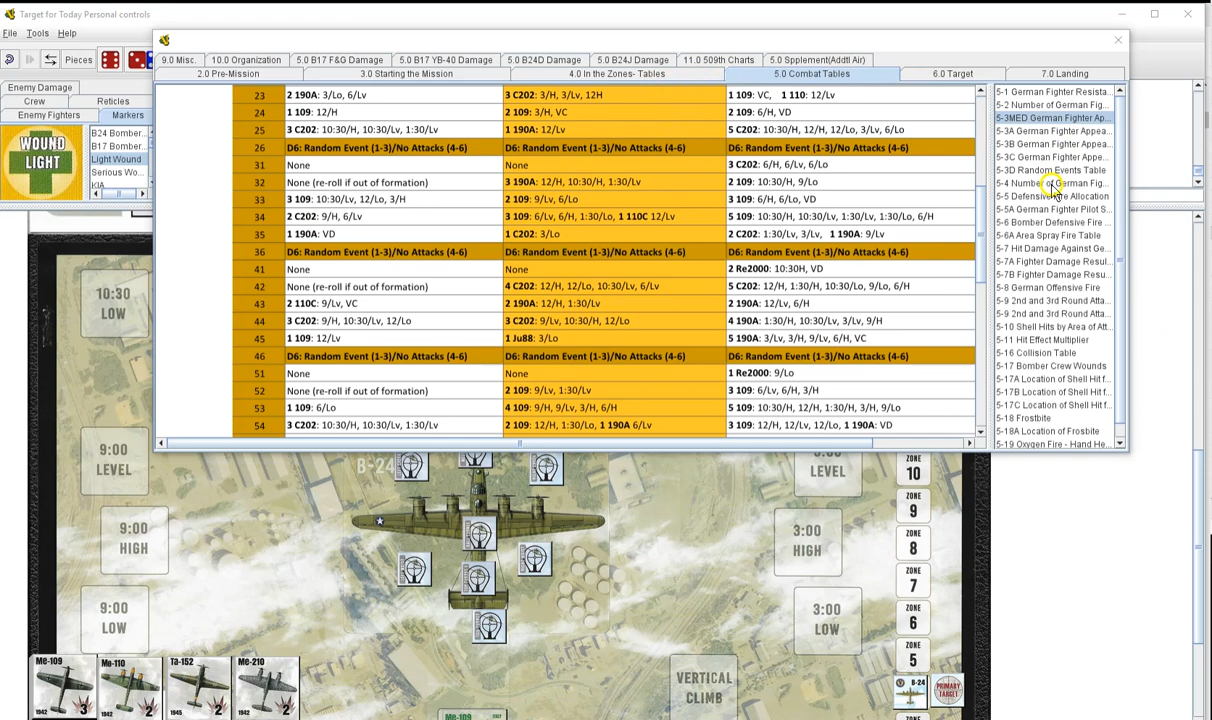 Target for Today Personal controls
File Tools Help
Pieces
Enemy Damage
Crew Reticles
Enemy Fighters Markers
WOUND
LIGHT
B24 Bomber...
B17 Bombe...
Light Wound
Serious Wo...
KIA
9.0 Misc. 10.0 Organization 5.0 B17 F&G Damage 5.0 B17 YB-40 Damage 5.0 B24D Damage 5.0 B24J Damage 11.0 509th Charts 5.0 Spplement(Addtl Air)
2.0 Pre-Mission 3.0 Starting the Mission 4.0 In the Zones- Tables 5.0 Combat Tables 6.0 Target 7.0 Landing
23 2 190A: 3/Lo, 6/Lv 3 C202: 3/H, 3/Lv, 12H 1 109: VC, 1 110: 12/Lv
24 1 109: 12/H 2 109: 3/H, VC 2 109: 6/H, VD
25 3 C202: 10:30/H, 10:30/Lv, 1:30/Lv 1 190A: 12/Lv 5 C202: 10:30/H, 12/H, 12/Lo, 3/Lv, 6/Lo
26 D6: Random Event (1-3)/No Attacks (4-6) D6: Random Event (1-3)/No Attacks (4-6) D6: Random Event (1-3)/No Attacks (4-6)
31 None None 3 C202: 6/H, 6/Lv, 6/Lo
32 None (re-roll if out of formation) 3 190A: 12/H, 10:30/H, 1:30/Lv 2 109: 10:30/H, 9/Lo
33 3 109: 10:30/Lv, 12/Lo, 3/H 2 109: 9/Lv, 6/Lo 3 109: 6/H, 6/Lo, VD
34 2 C202: 9/H, 6/Lv 3 109: 6/Lv, 6/H, 1:30/Lo, 1 110C 12/Lv 5 109: 10:30/H, 10:30/Lv, 1:30/Lv, 1:30/Lo, 6/H
35 1 190A: VD 1 C202: 3/Lo 2 C202: 1:30/Lv, 3/Lv, 1 190A: 9/Lv
36 D6: Random Event (1-3)/No Attacks (4-6) D6: Random Event (1-3)/No Attacks (4-6) D6: Random Event (1-3)/No Attacks (4-6)
41 None None 2 Re2000: 10:30H, VD
42 None (re-roll if out of formation) 4 C202: 12/H, 12/Lo, 10:30/Lv, 6/Lv 5 C202: 12/H, 1:30/H, 10:30/Lo, 9/Lo, 6/H
43 2 110C: 9/Lv, VC 2 190A: 12/H, 1:30/Lv 2 190A: 12/Lv, 6/H
44 3 C202: 9/H, 10:30/Lv, 12/Lo 3 C202: 9/Lv, 10:30/H, 12/Lo 4 190A: 1:30/H, 10:30/Lv, 3/Lv, 9/H
45 1 109: 12/Lv 1 Ju88: 3/Lo 5 190A: 3/Lv, 3/H, 9/Lv, 6/H, VC
46 D6: Random Event (1-3)/No Attacks (4-6) D6: Random Event (1-3)/No Attacks (4-6) D6: Random Event (1-3)/No Attacks (4-6)
51 None None 1 Re2000: 9/Lo
52 None (re-roll if out of formation) 2 109: 9/Lv, 1:30/Lv 3 109: 6/Lv, 6/H, 3/H
53 1 109: 6/Lo 4 109: 9/H, 9/Lv, 3/H, 6/H 5 109: 10:30/H, 12/H, 1:30/H, 3/H, 9/Lo
54 3 C202: 10:30/H, 10:30/Lv, 1:30/Lv 2 109: 12/H, 1:30/Lo, 1 190A 6/Lv 3 109: 12/H, 12/Lv, 12/Lo, 1 190A: VD
5-1 German Fighter Resista...
5-2 Number of German Fig...
5-3MED German Fighter Ap...
5-3A German Fighter Appea...
5-3B German Fighter Appea...
5-3C German Fighter Appe...
5-3D Random Events Table
5-4 Number of German Fig...
5-5 Defensive Fire Allocation
5-5A German Fighter Pilot S...
5-6 Bomber Defensive Fire ...
5-6A Area Spray Fire Table
5-7 Hit Damage Against Ge...
5-7A Fighter Damage Resul...
5-7B Fighter Damage Resu...
5-8 German Offensive Fire
5-9 2nd and 3rd Round Atta...
5-9 2nd and 3rd Round Atta...
5-10 Shell Hits by Area of Att...
5-11 Hit Effect Multiplier
5-16 Collision Table
5-17 Bomber Crew Wounds
5-17A Location of Shell Hit f...
5-17B Location of Shell Hit f...
5-17C Location of Shell Hit f...
5-18 Frostbite
5-18A Location of Frostbite
5-19 Oxygen Fire - Hand He...
10:30
LOW
9:00
LEVEL
9:00
HIGH
9:00
LOW
B-24
LEVEL
3:00
HIGH
3:00
LOW
VERTICAL
CLIMB
ZONE
10
ZONE
9
ZONE
8
ZONE
7
ZONE
6
ZONE
5
ZONE
B-24
PRIMARY
TARGET
Me-109
1942 3
Me-110
1942 2
Ta-152
1945 2
Me-210
1942 2
Me-109